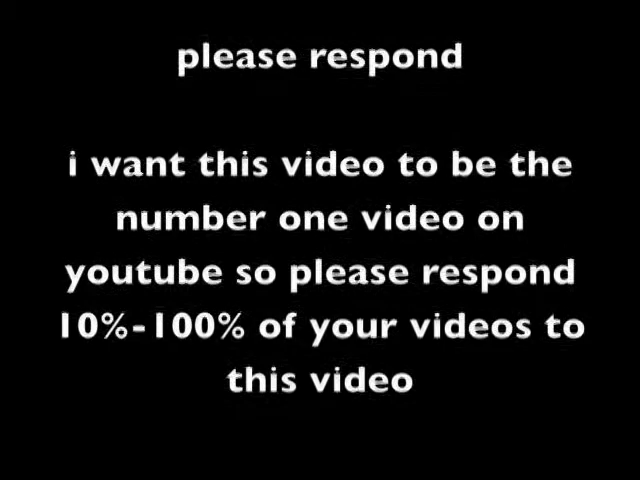 please respond
i want this video to be the
number one video on
youtube so please respond
10%-100% of your videos to
this video